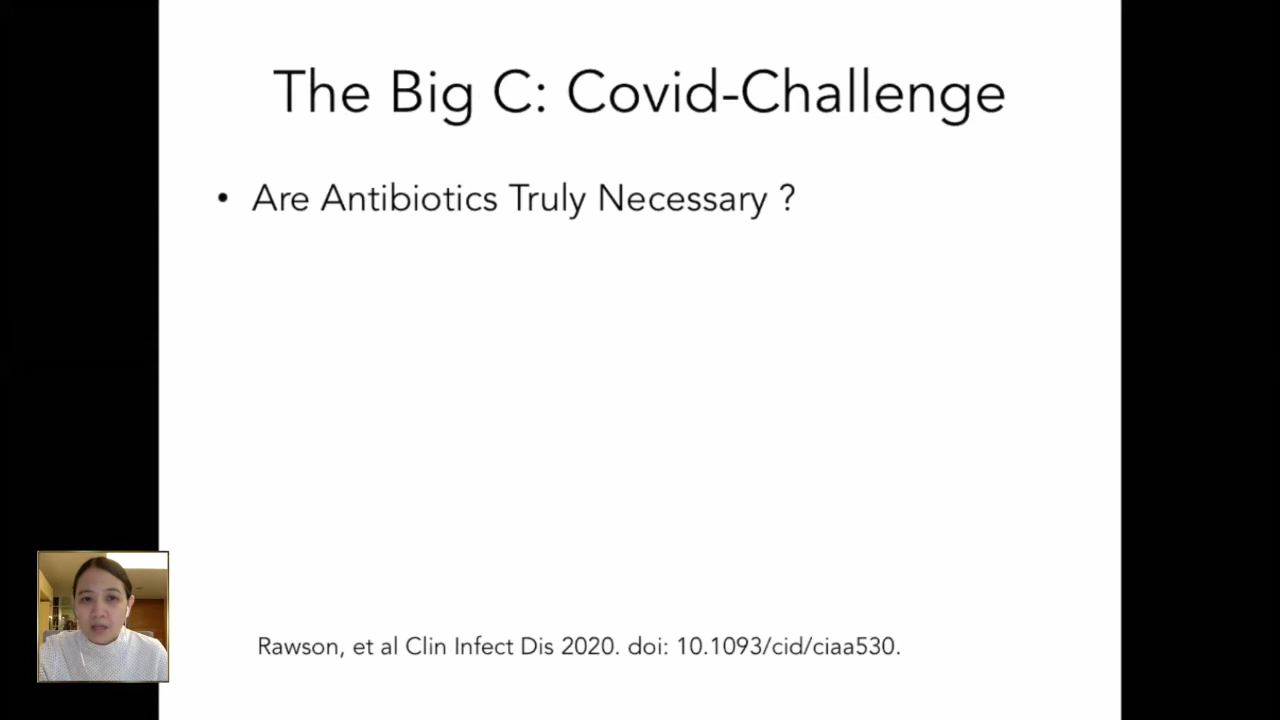 The Big C: Covid-Challenge
• Are Antibiotics Truly Necessary ?
Rawson, et al Clin Infect Dis 2020. doi: 10.1093/cid/ciaa530.